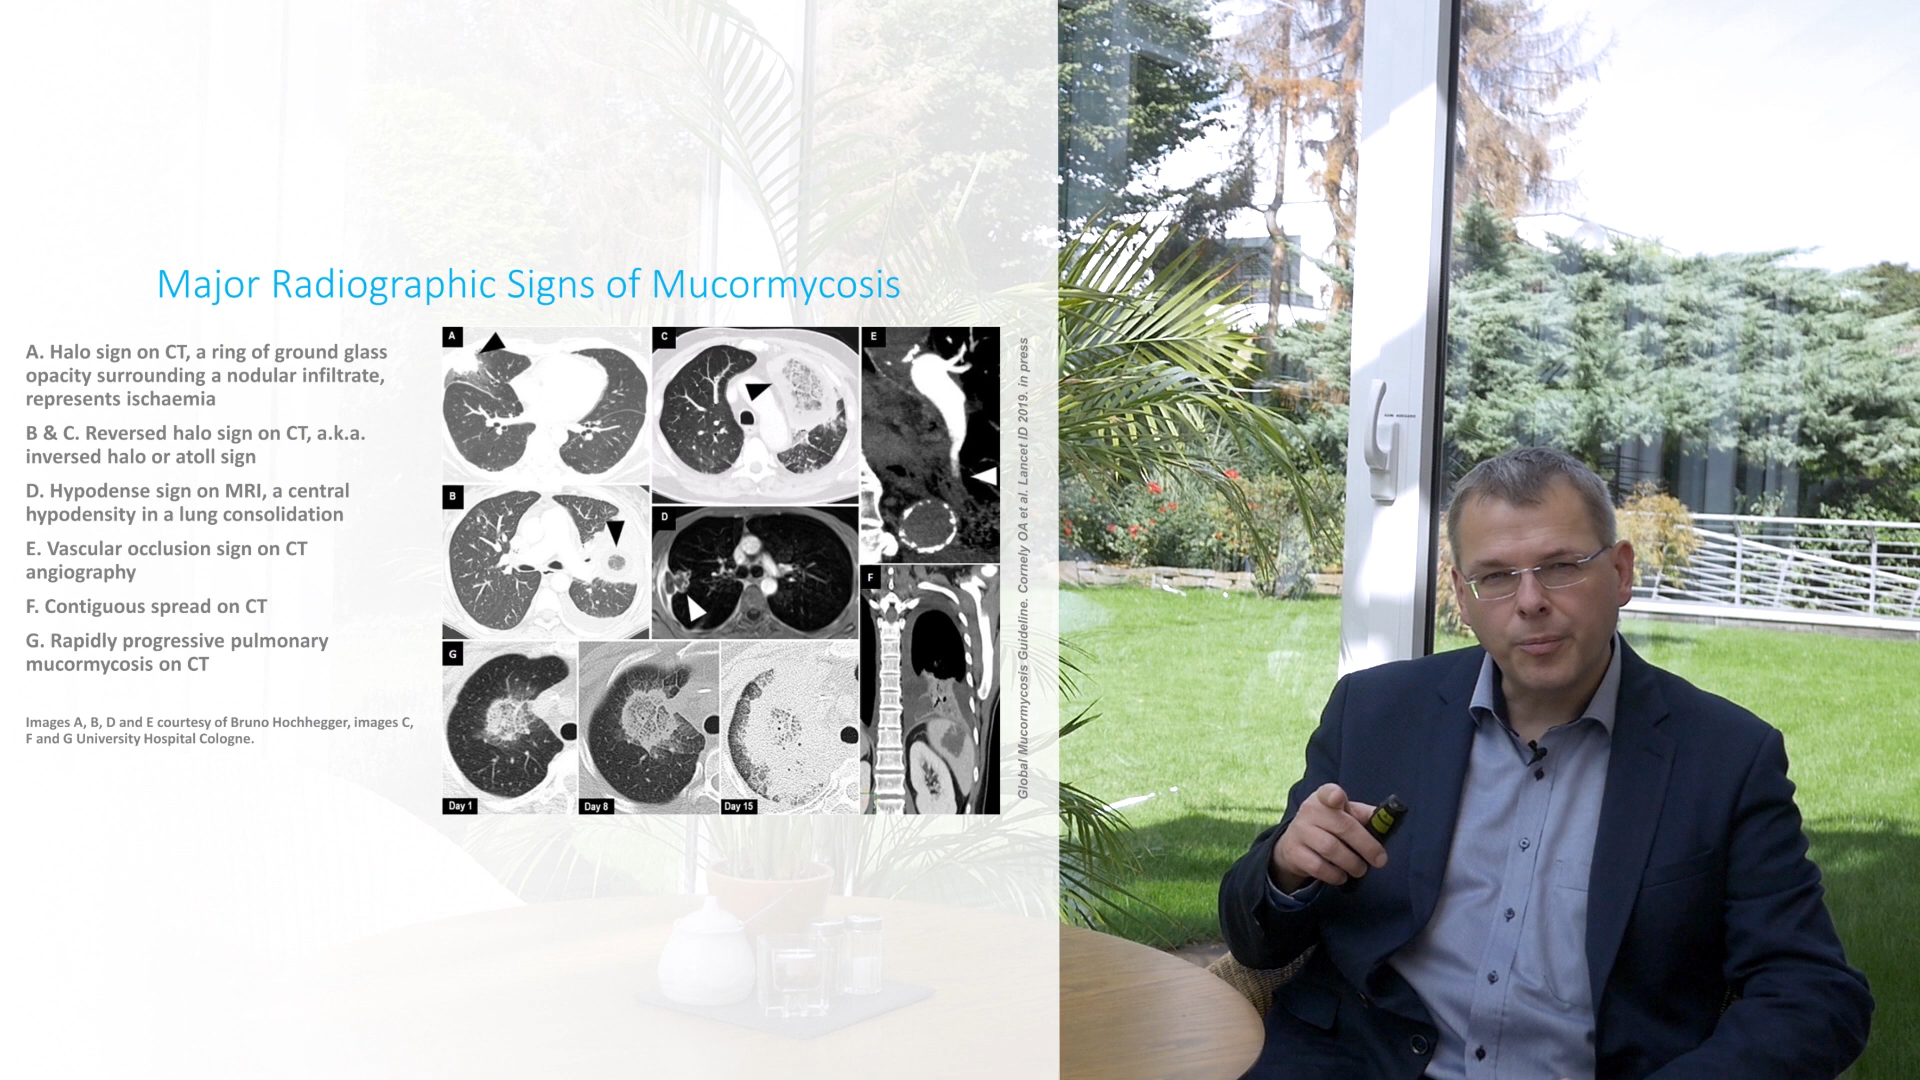 Major Radiographic Signs of Mucormycosis
A. Halo sign on CT, a ring of ground glass
opacity surrounding a nodular infiltrate,
represents ischaemia
B & C. Reversed halo sign on CT, a.k.a.
inversed halo or atoll sign
D. Hypodense sign on MRI, a central
hypodensity in a lung consolidation
E. Vascular occlusion sign on CT
angiography
F. Contiguous spread on CT
G. Rapidly progressive pulmonary
mucormycosis on CT
Images A, B, D and E courtesy of Bruno Hochhegger, images C,
F and G University Hospital Cologne.
A
C
E
B
D
F
G
Day 1
Day 8
Day 15
Global Mucormycosis Guideline. Cornely OA et al. Lancet ID 2019. in press